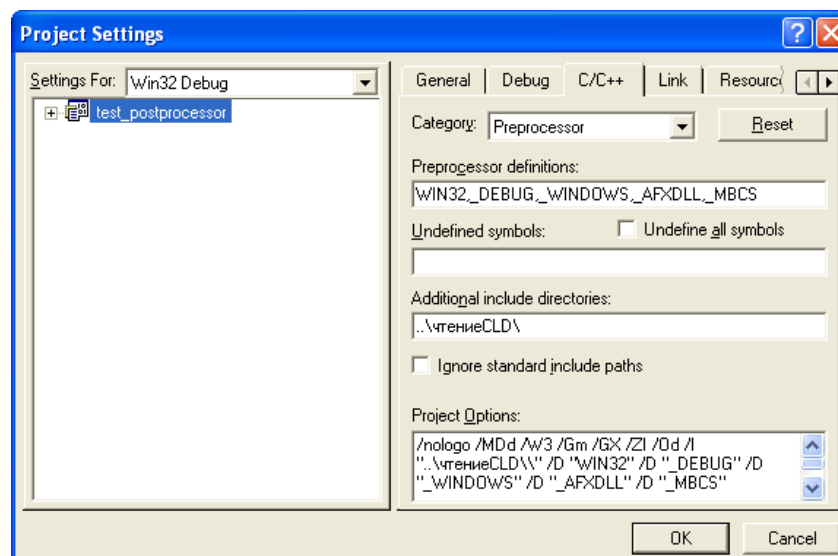 Project Settings
Settings For: Win32 Debug
test_postprocessor
General Debug C/C++ Link
Category: Preprocessor Reset
Preprocessor definitions:
WIN32,_DEBUG,_WINDOWS,_AFXDLL,_MBCS
Undefined symbols: Undefine all symbols
Additional include directories:
..\чтениеCLD\
Ignore standard include paths
Project Options:
/nologo /MDd /W3 /Gm /GX /ZI /Od /I
"..\чтениеCLD\\" /D "WIN32" /D "_DEBUG" /D
"_WINDOWS" /D "_AFXDLL" /D "_MBCS"
OK Cancel